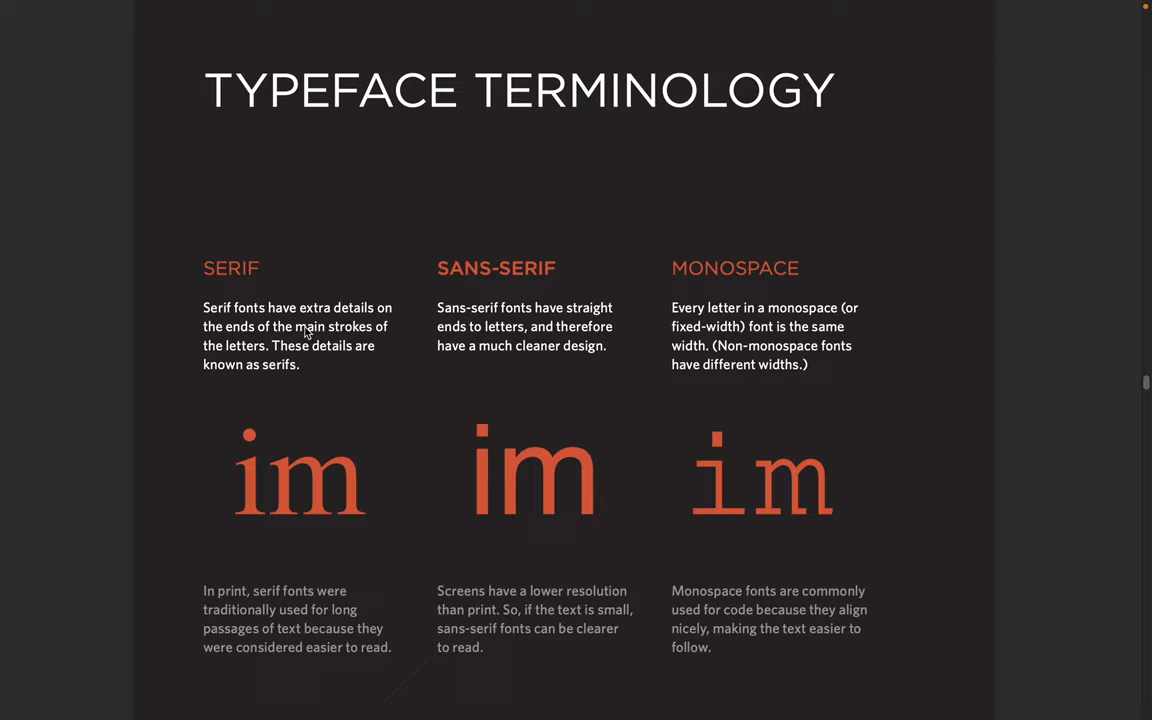 TYPEFACE TERMINOLOGY
SERIF
Serif fonts have extra details on
the ends of the main strokes of
the letters. These details are
known as serifs.
im
In print, serif fonts were
traditionally used for long
passages of text because they
were considered easier to read.
SANS-SERIF
Sans-serif fonts have straight
ends to letters, and therefore
have a much cleaner design.
im
Screens have a lower resolution
than print. So, if the text is small,
sans-serif fonts can be clearer
to read.
MONOSPACE
Every letter in a monospace (or
fixed-width) font is the same
width. (Non-monospace fonts
have different widths.)
im
Monospace fonts are commonly
used for code because they align
nicely, making the text easier to
follow.